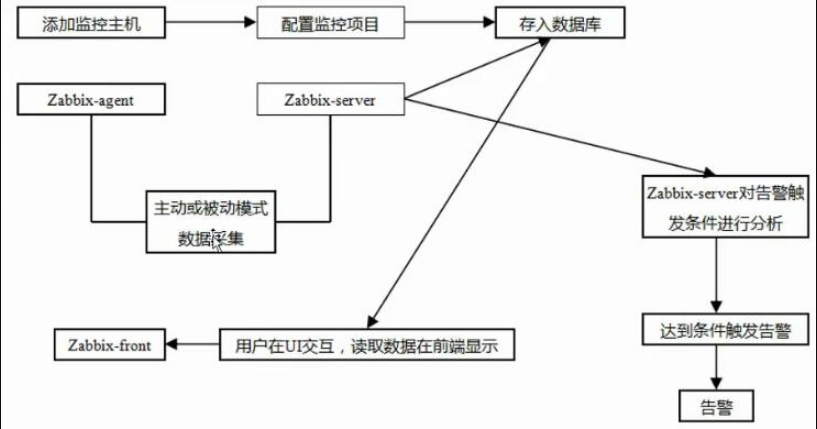 添加监控主机
配置监控项目
存入数据库
Zabbix-agent
Zabbix-server
主动或被动模式
数据采集
Zabbix-server对告警触
发条件进行分析
Zabbix-front
用户在UI交互，读取数据在前端显示
达到条件触发告警
告警